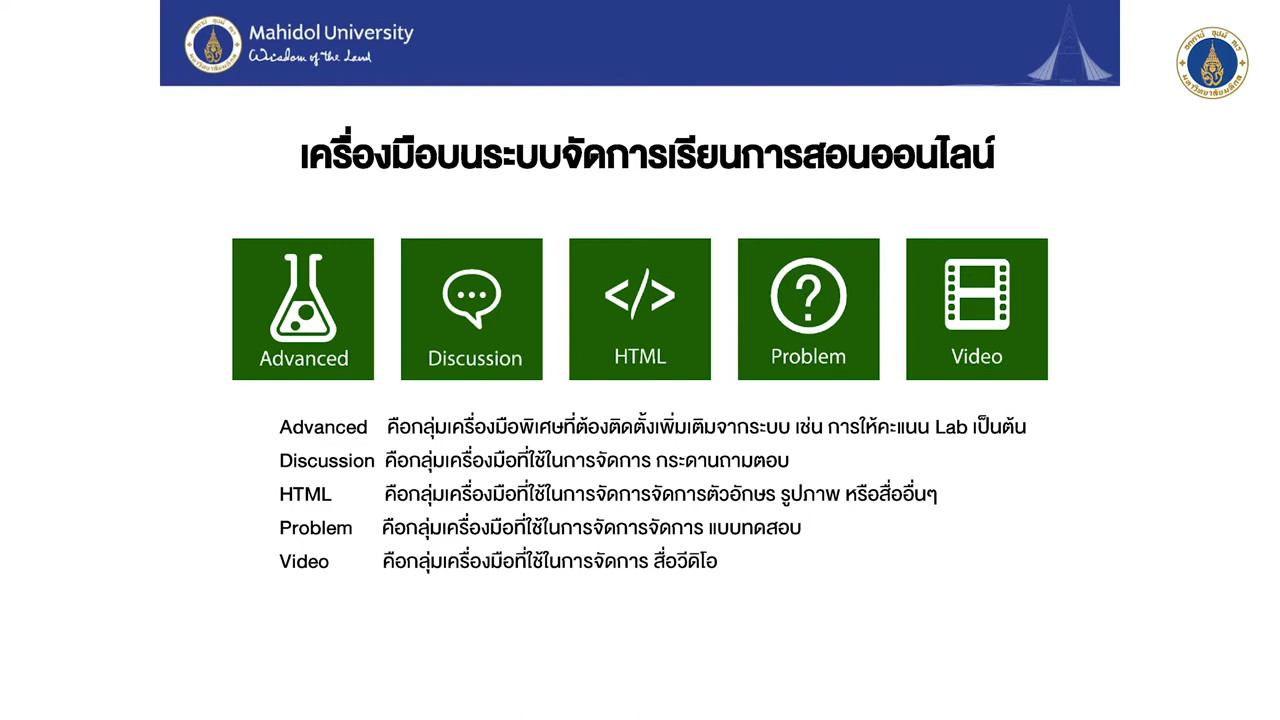 Mahidol University
Wisdom of the Land
เครื่องมือบนระบบจัดการเรียนการสอนออนไลน์
Advanced
Discussion
</>
HTML
?
Problem
Video
Advanced คือกลุ่มเครื่องมือพิเศษที่ต้องติดตั้งเพิ่มเติมจากระบบ เช่น การให้คะแนน Lab เป็นต้น
Discussion คือกลุ่มเครื่องมือที่ใช้ในการจัดการ กระดานถามตอบ
HTML คือกลุ่มเครื่องมือที่ใช้ในการจัดการจัดการตัวอักษร รูปภาพ หรือสื่ออื่นๆ
Problem คือกลุ่มเครื่องมือที่ใช้ในการจัดการจัดการ แบบทดสอบ
Video คือกลุ่มเครื่องมือที่ใช้ในการจัดการ สื่อวีดิโอ